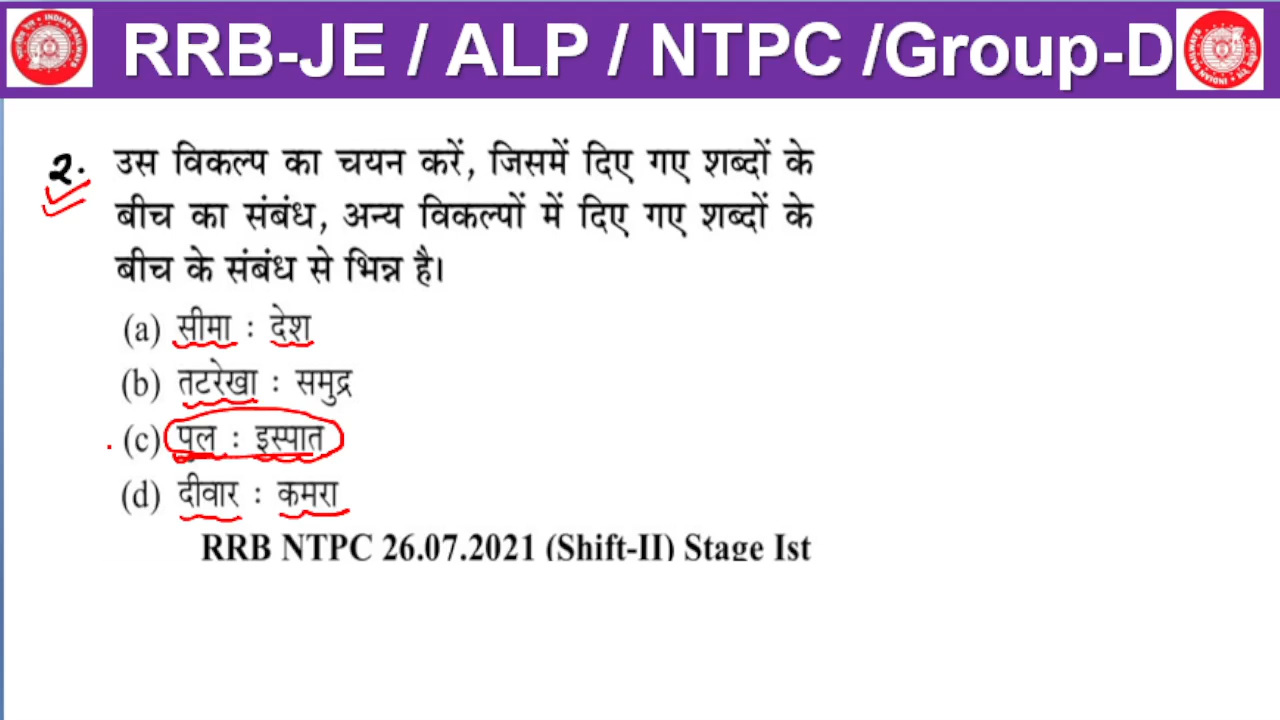 RRB-JE / ALP / NTPC /Group-D
2. उस विकल्प का चयन करें, जिसमें दिए गए शब्दों के
बीच का संबंध, अन्य विकल्पों में दिए गए शब्दों के
बीच के संबंध से भिन्न है।
(a) सीमा : देश
(b) तटरेखा : समुद्र
(c) पुल : इस्पात
(d) दीवार : कमरा
RRB NTPC 26.07.2021 (Shift-II) Stage Ist